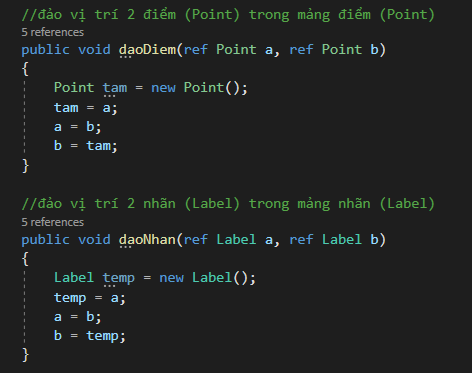 //đảo vị trí 2 điểm (Point) trong mảng điểm (Point)
5 references
public void daoDiem(ref Point a, ref Point b)
{
    Point tam = new Point();
    tam = a;
    a = b;
    b = tam;
}
//đảo vị trí 2 nhãn (Label) trong mảng nhãn (Label)
5 references
public void daoNhan(ref Label a, ref Label b)
{
    Label temp = new Label();
    temp = a;
    a = b;
    b = temp;
}